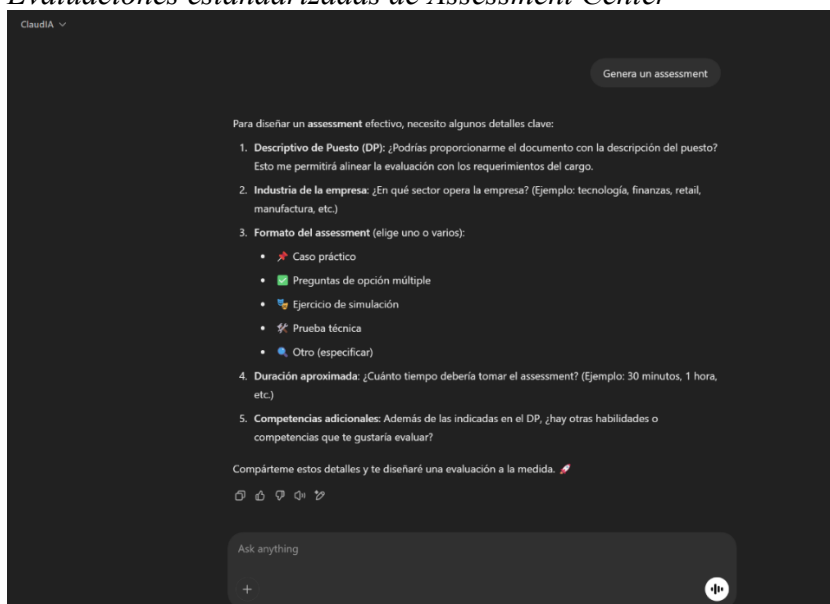 Evaluaciones estandarizadas de Assessment Center
ClaudIA
Genera un assessment
Para diseñar un assessment efectivo, necesito algunos detalles clave:
1. Descriptivo de Puesto (DP): ¿Podrías proporcionarme el documento con la descripción del puesto?
Esto me permitirá alinear la evaluación con los requerimientos del cargo.
2. Industria de la empresa: ¿En qué sector opera la empresa? (Ejemplo: tecnología, finanzas, retail,
manufactura, etc.)
3. Formato del assessment (elige uno o varios):
• 📌 Caso práctico
• ✅ Preguntas de opción múltiple
• 🎭 Ejercicio de simulación
• 🛠 Prueba técnica
• 🔍 Otro (especificar)
4. Duración aproximada: ¿Cuánto tiempo debería tomar el assessment? (Ejemplo: 30 minutos, 1 hora,
etc.)
5. Competencias adicionales: Además de las indicadas en el DP, ¿hay otras habilidades o
competencias que te gustaría evaluar?
Compárteme estos detalles y te diseñaré una evaluación a la medida. 🚀
Ask anything